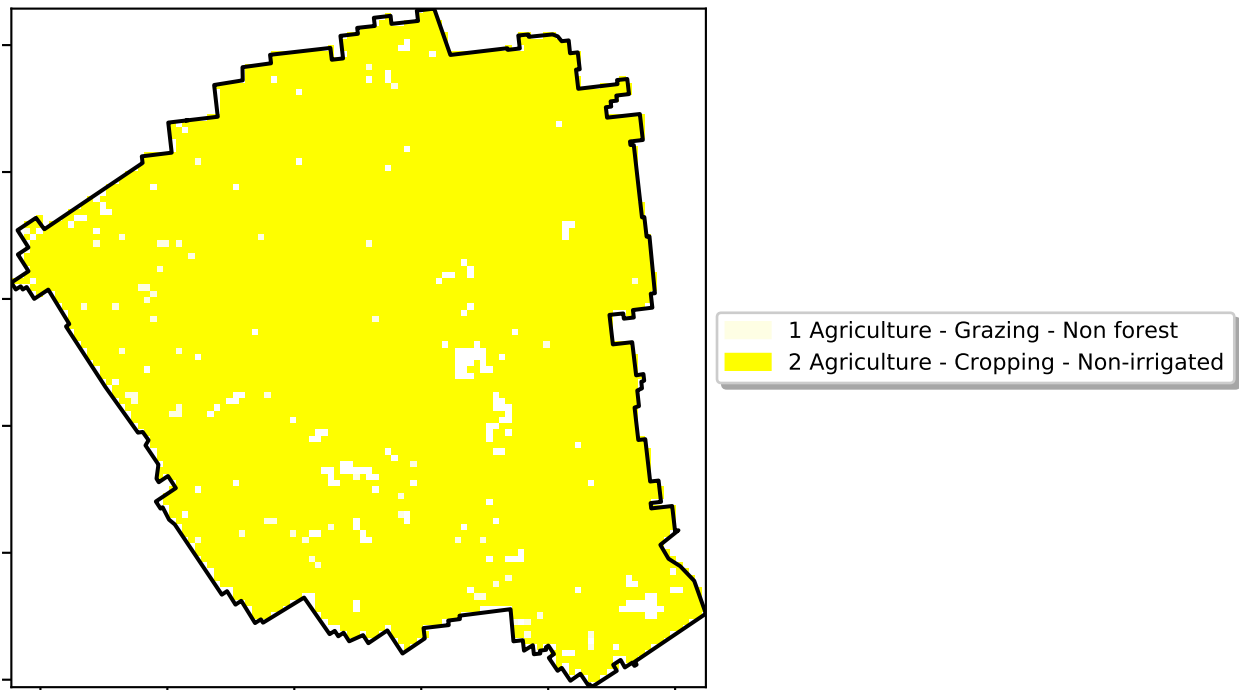 1 Agriculture - Grazing - Non forest
2 Agriculture - Cropping - Non-irrigated